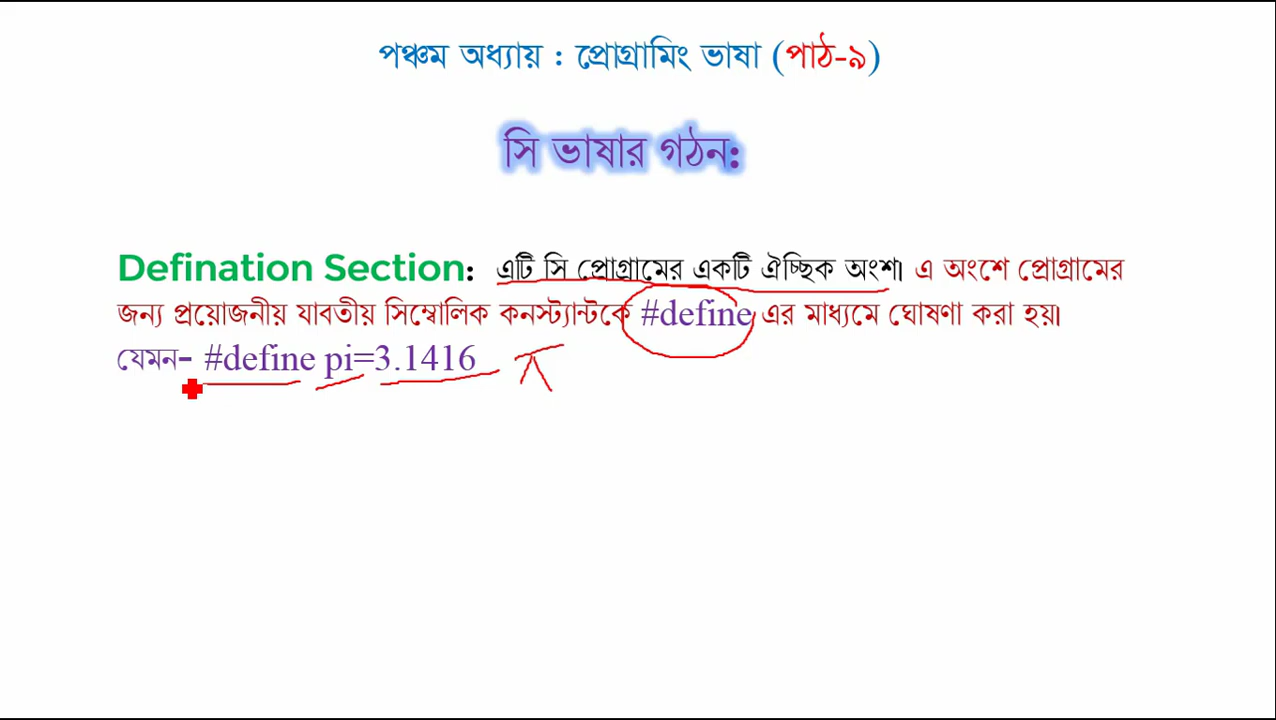 পঞ্চম অধ্যায় : প্রোগ্রামিং ভাষা (পাঠ-৯)
সি ভাষার গঠন:
Defination Section: এটি সি প্রোগ্রামের একটি ঐচ্ছিক অংশ। এ অংশে প্রোগ্রামের
জন্য প্রয়োজনীয় যাবতীয় সিম্বোলিক কনস্ট্যান্টকে #define এর মাধ্যমে ঘোষণা করা হয়।
যেমন- #define pi=3.1416